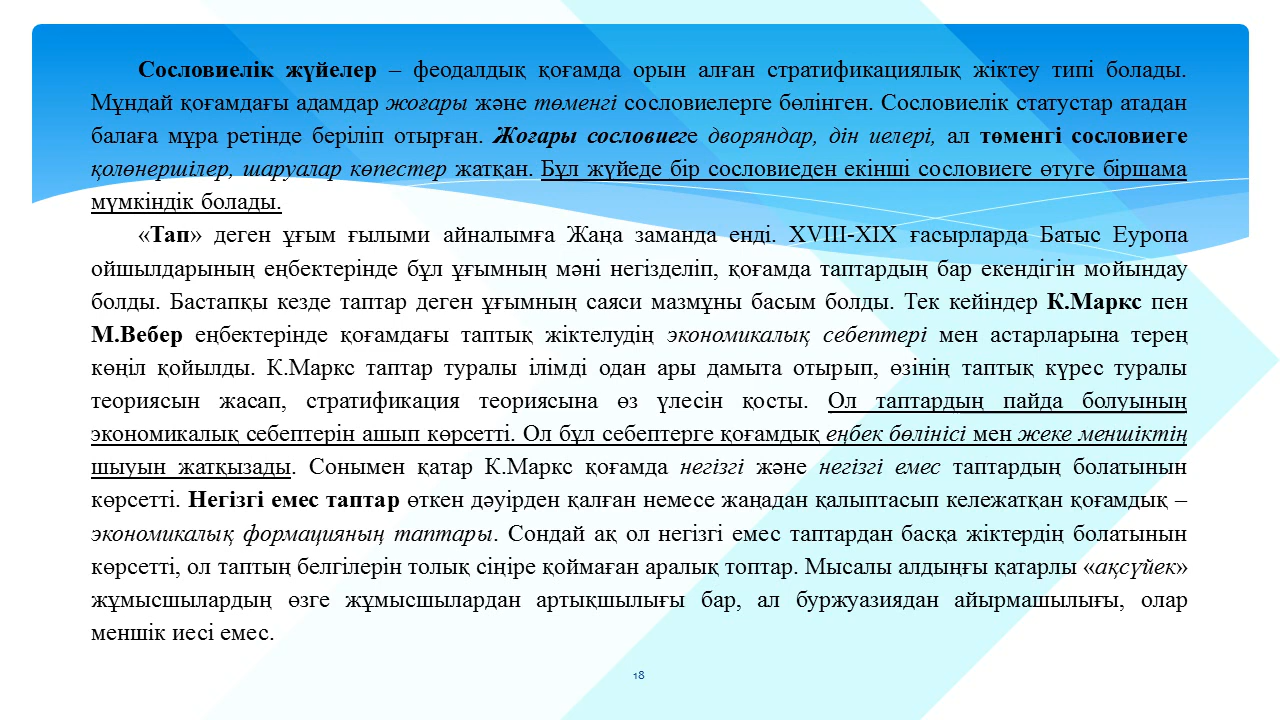 Сословиелік жүйелер – феодалдық қоғамда орын алған стратификациялық жіктеу типі болады.
Мұндай қоғамдағы адамдар жоғары және төменгі сословиелерге бөлінген. Сословиелік статустар атадан
балаға мұра ретінде беріліп отырған. Жоғары сословиеге дворяндар, дін иелері, ал төменгі сословиеге
қолөнершілер, шаруалар көпестер жатқан. Бұл жүйеде бір сословиеден екінші сословиеге өтуге біршама
мүмкіндік болады.
«Тап» деген ұғым ғылыми айналымға Жаңа заманда енді. XVIII-XIX ғасырларда Батыс Еуропа
ойшылдарының еңбектерінде бұл ұғымның мәні негізделіп, қоғамда таптардың бар екендігін мойындау
болды. Бастапқы кезде таптар деген ұғымның саяси мазмұны басым болды. Тек кейіндер К.Маркс пен
М.Вебер еңбектерінде қоғамдағы таптық жіктелудің экономикалық себептері мен астарларына терең
көңіл қойылды. К.Маркс таптар туралы ілімді одан ары дамыта отырып, өзінің таптық күрес туралы
теориясын жасап, стратификация теориясына өз үлесін қосты. Ол таптардың пайда болуының
экономикалық себептерін ашып көрсетті. Ол бұл себептерге қоғамдық еңбек бөлінісі мен жеке меншіктің
шыуын жатқызады. Сонымен қатар К.Маркс қоғамда негізгі және негізгі емес таптардың болатынын
көрсетті. Негізгі емес таптар өткен дәуірден қалған немесе жаңадан қалыптасып кележатқан қоғамдық –
экономикалық формацияның таптары. Сондай ақ ол негізгі емес таптардан басқа жіктердің болатынын
көрсетті, ол таптың белгілерін толық сіңіре қоймаған аралық топтар. Мысалы алдыңғы қатарлы «ақсүйек»
жұмысшылардың өзге жұмысшылардан артықшылығы бар, ал буржуазиядан айырмашылығы, олар
меншік иесі емес.
18